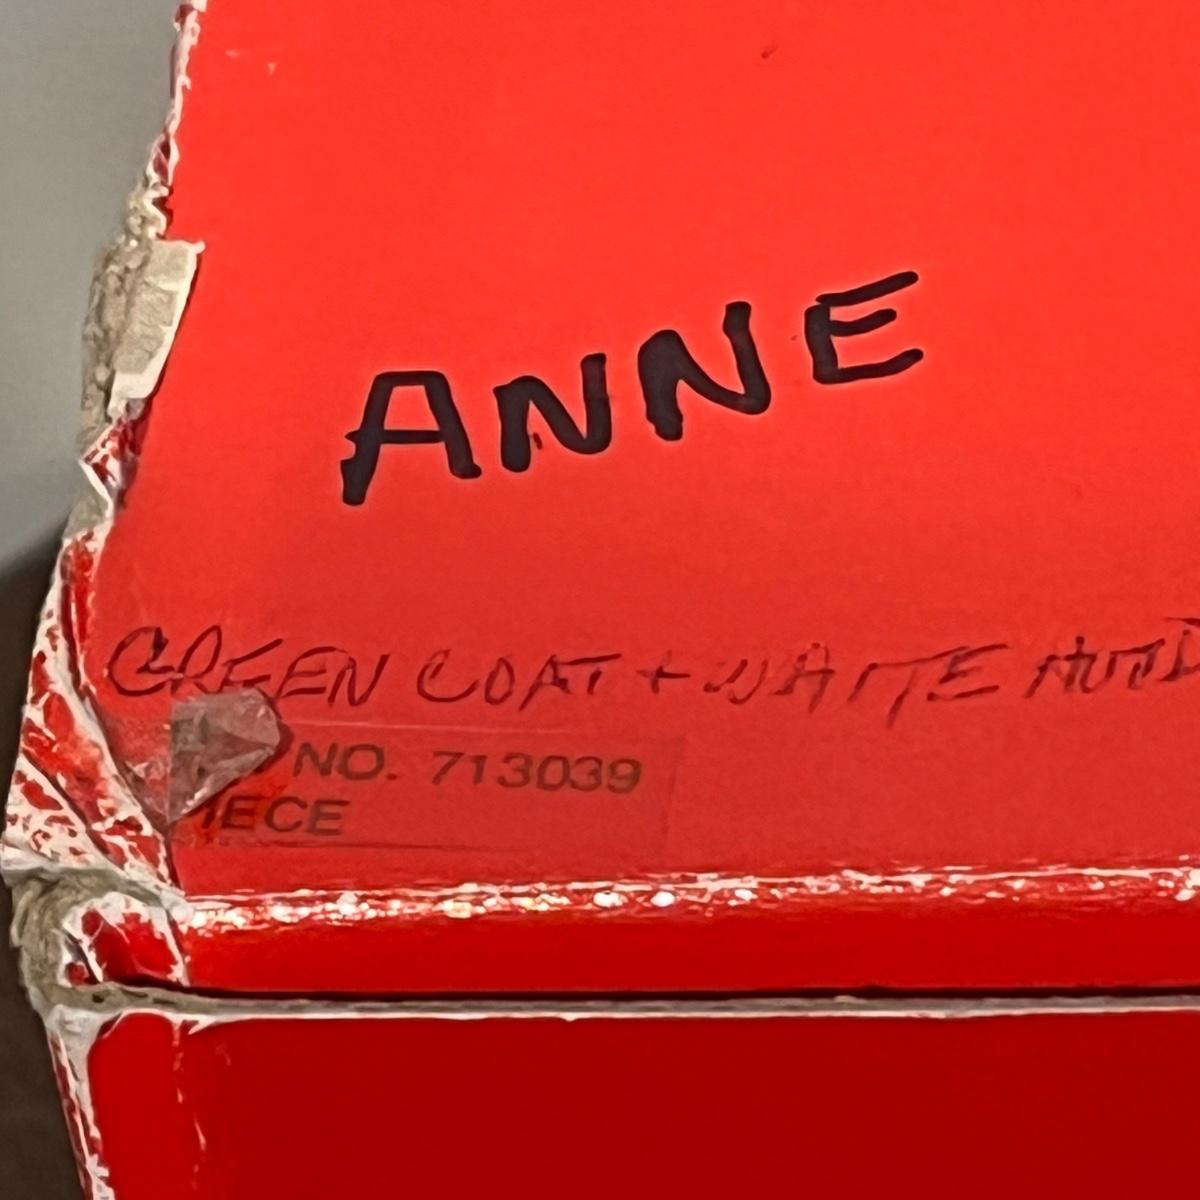 ANNE
GREEN COAT + WHITE
NO. 713039
IECE